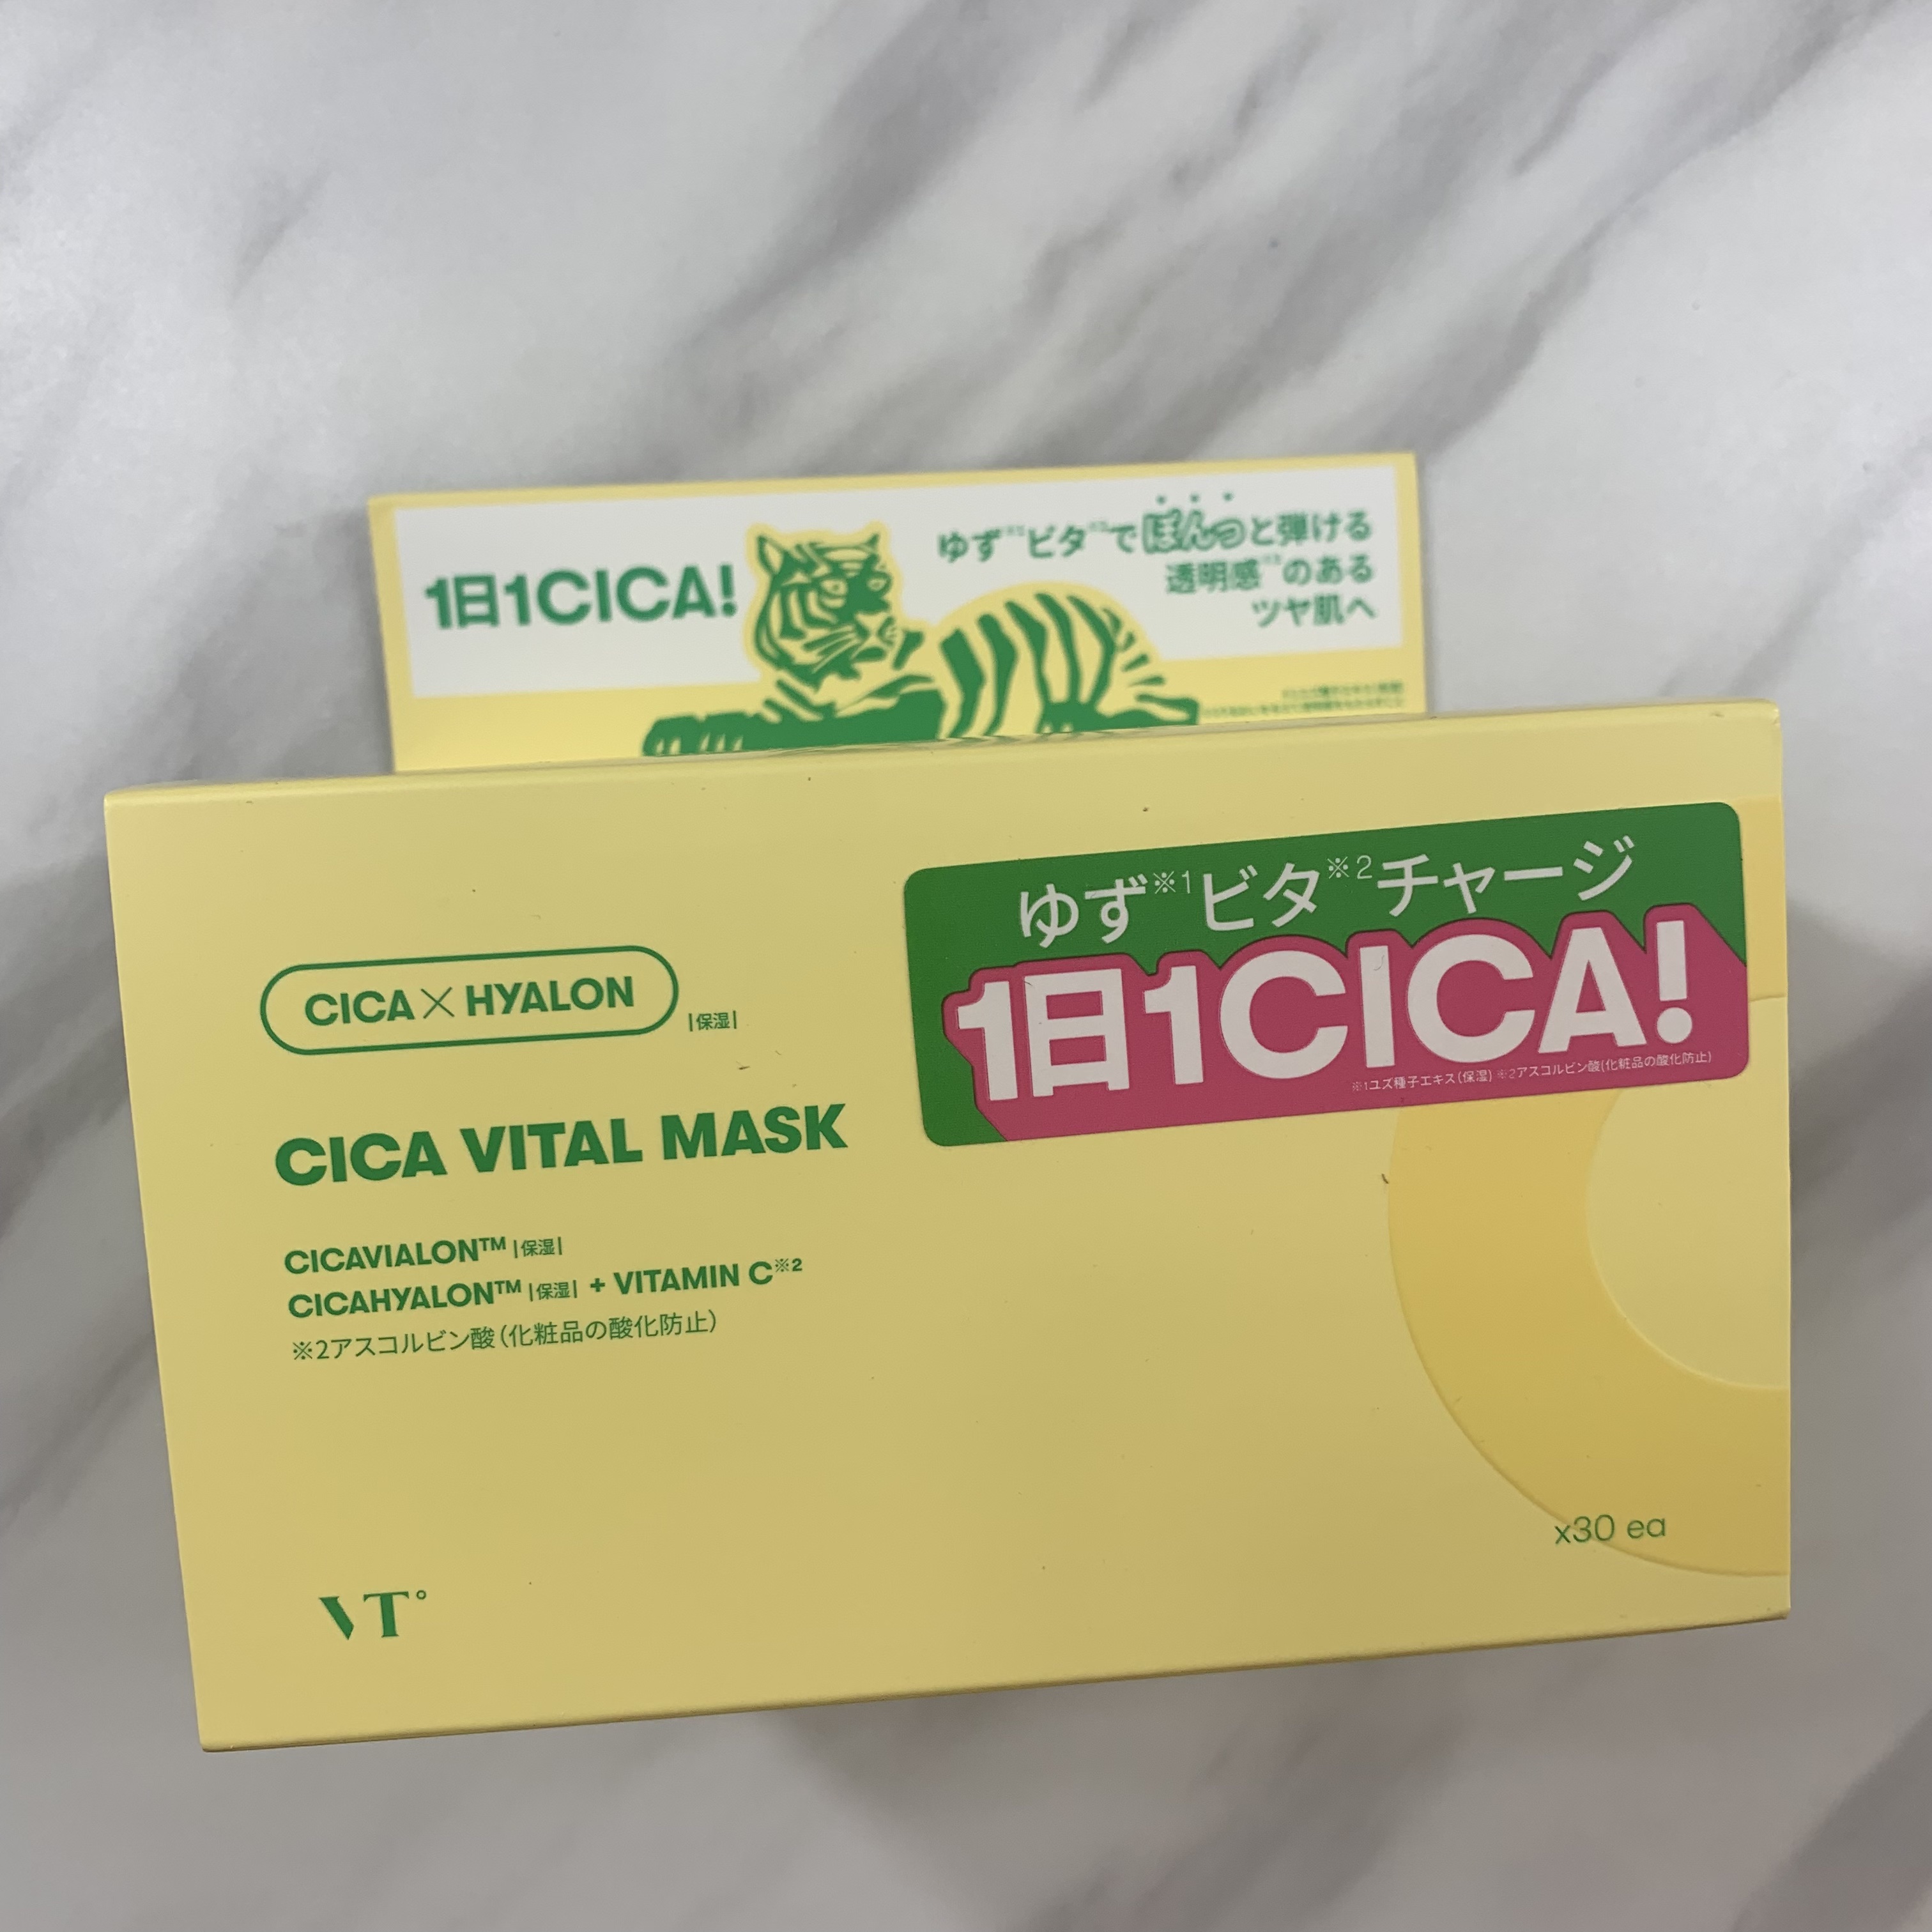 1日1CICA!
ゆず※1ビタ※2でぽんっと弾ける
透明感※3のある
ツヤ肌へ
ゆず※1ビタ※2チャージ
1日1CICA!
※1ユズ種子エキス(保湿) ※2アスコルビン酸(化粧品の酸化防止)
CICA×HYALON |保湿|
CICA VITAL MASK
CICAVIALON™ |保湿|
CICAHYALON™ |保湿| + VITAMIN C※2
※2アスコルビン酸(化粧品の酸化防止)
x30 ea
VT°